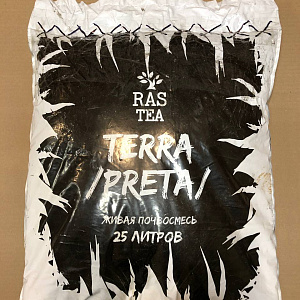 RAS
TEA
TERRA
/PRETA/
ЖИВАЯ ПОЧВОСМЕСЬ
25 ЛИТРОВ